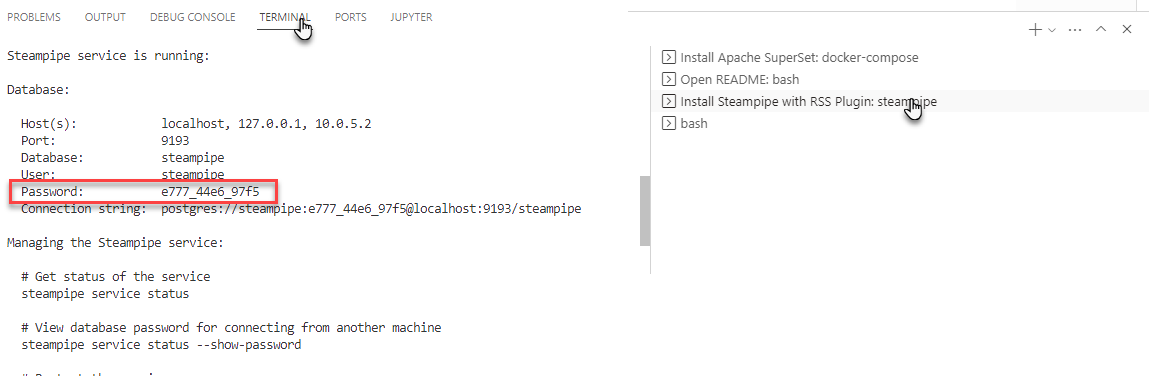 PROBLEMS OUTPUT DEBUG CONSOLE TERMINAL PORTS JUPYTER
Steampipe service is running:
Database:
Host(s): localhost, 127.0.0.1, 10.0.5.2
Port: 9193
Database: steampipe
User: steampipe
Password: e777_44e6_97f5
Connection string: postgres://steampipe:e777_44e6_97f5@localhost:9193/steampipe
Managing the Steampipe service:
# Get status of the service
steampipe service status
# View database password for connecting from another machine
steampipe service status --show-password
Install Apache SuperSet: docker-compose
Open README: bash
Install Steampipe with RSS Plugin: steampipe
bash